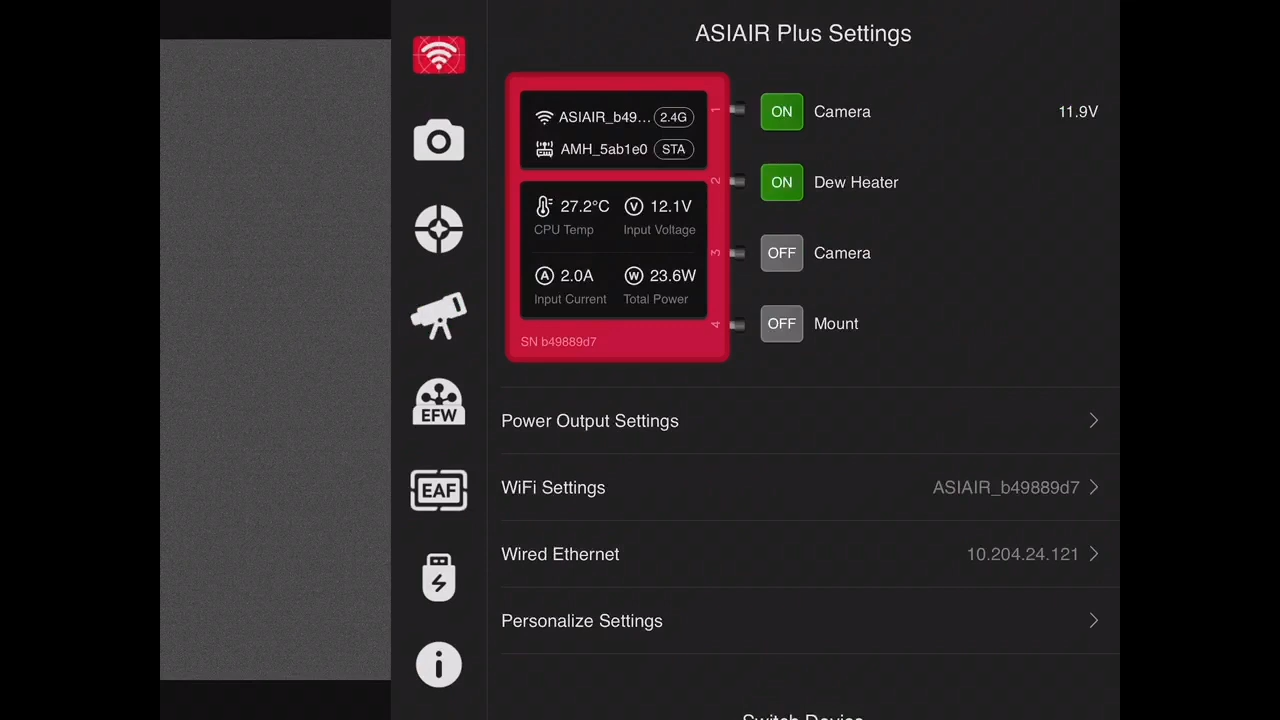 ASIAIR Plus Settings
ASIAIR_b49... 2.4G
AMH_5ab1e0 STA
27.2°C V 12.1V
CPU Temp Input Voltage
A 2.0A W 23.6W
Input Current Total Power
SN b49889d7
1 ON Camera 11.9V
2 ON Dew Heater
3 OFF Camera
4 OFF Mount
EFW
EAF
Power Output Settings
WiFi Settings ASIAIR_b49889d7
Wired Ethernet 10.204.24.121
Personalize Settings
Switch Device